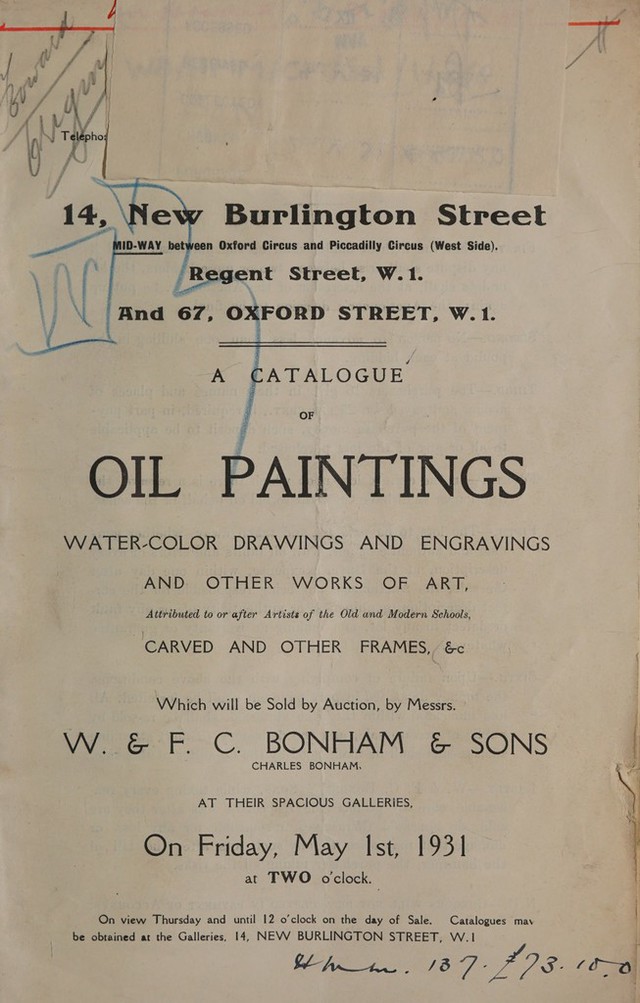 Telepho
14, New Burlington Street
MID-WAY between Oxford Circus and Piccadilly Circus (West Side).
Regent Street, W.1.
And 67, OXFORD STREET, W.1.
A CATALOGUE
OF
OIL PAINTINGS
WATER-COLOR DRAWINGS AND ENGRAVINGS
AND OTHER WORKS OF ART,
Attributed to or after Artists of the Old and Modern Schools,
CARVED AND OTHER FRAMES, &c
Which will be Sold by Auction, by Messrs.
W. & F. C. BONHAM & SONS
CHARLES BONHAM.
AT THEIR SPACIOUS GALLERIES,
On Friday, May 1st, 1931
at TWO o'clock.
On view Thursday and until 12 o'clock on the day of Sale. Catalogues may
be obtained at the Galleries, 14, NEW BURLINGTON STREET, W.1
137. £73.10.0